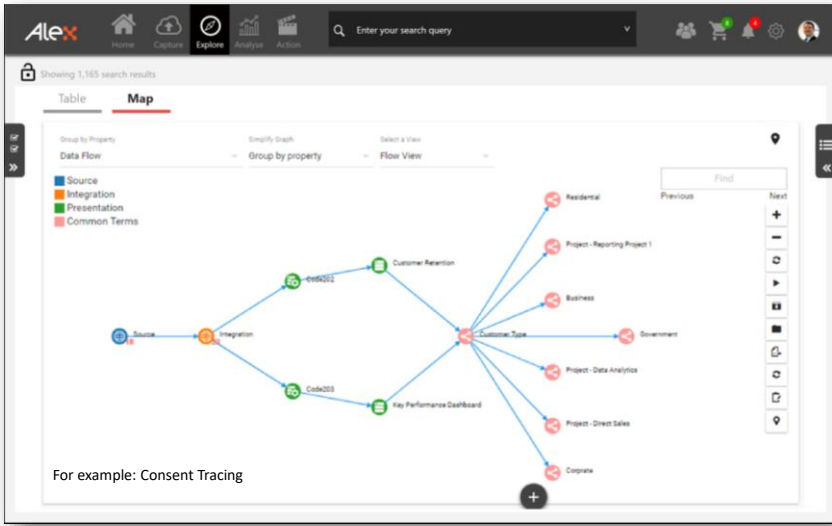 Alex
Home
Capture
Explore
Analyse
Action
Enter your search query
Showing 1,165 search results
Table
Map
Group by Property
Simplify Graph
Select a View
Data Flow
Group by property
Flow View
Source
Integration
Presentation
Common Terms
Find
Previous
Next
Residential
Project - Reporting Project 1
Customer Retention
Code202
Business
Source
Integration
Customer Type
Government
Project - Data Analytics
Code203
Key Performance Dashboard
Project - Direct Sales
Corprate
For example: Consent Tracing